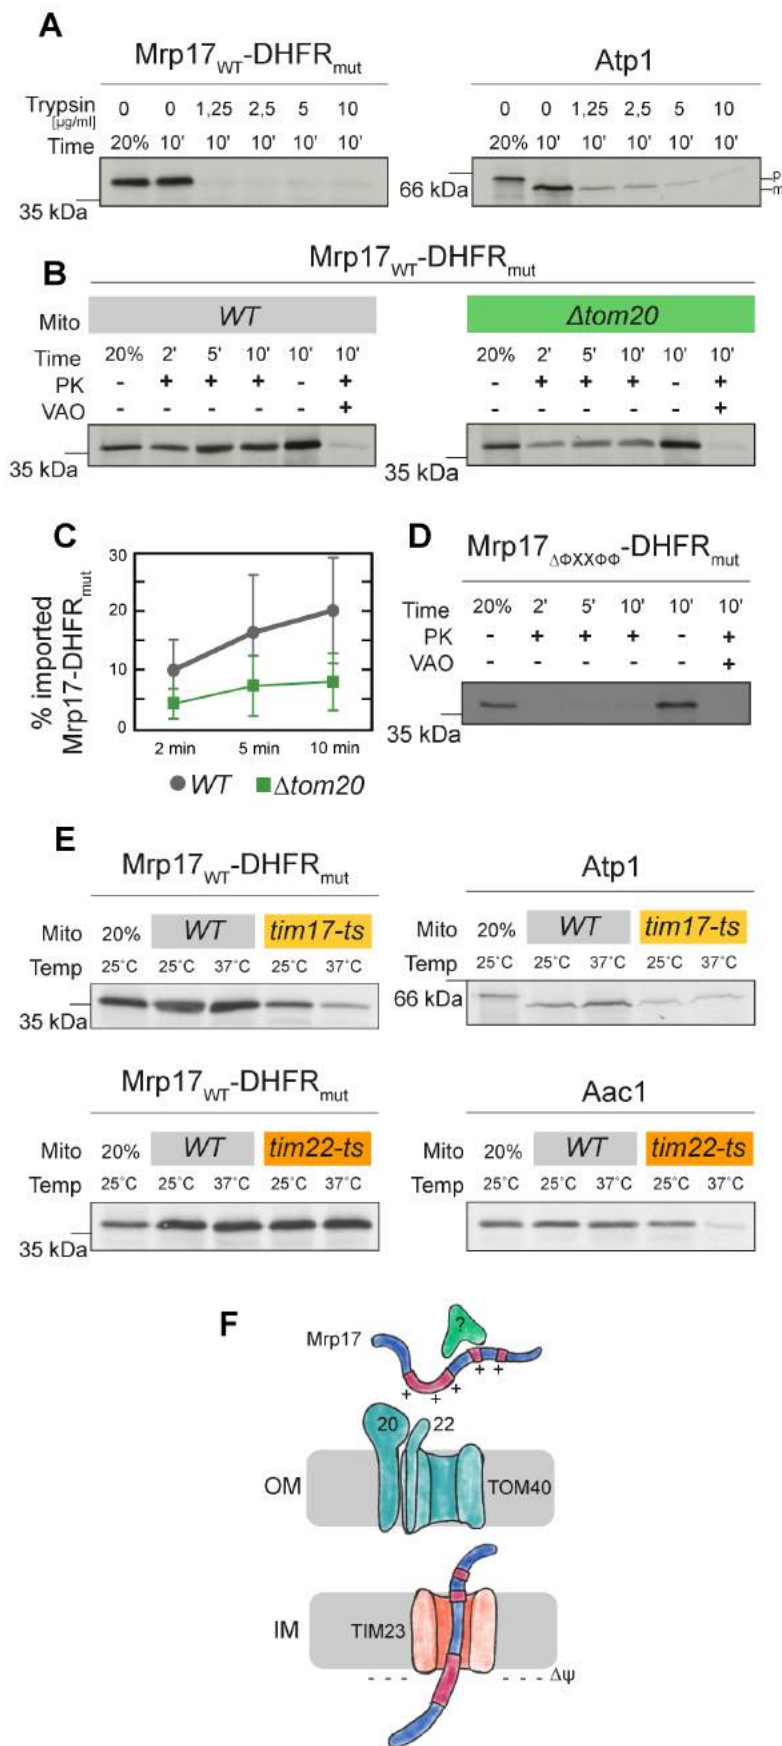 A
Mrp17WT-DHFRmut
Atp1
Trypsin 0 0 1,25 2,5 5 10
[µg/ml]
0 0 1,25 2,5 5 10
Time 20% 10' 10' 10' 10' 10'
20% 10' 10' 10' 10' 10'
35 kDa
66 kDa
p
m
B
Mrp17WT-DHFRmut
Mito WT
Δtom20
Time 20% 2' 5' 10' 10' 10'
20% 2' 5' 10' 10' 10'
PK - + + + - +
- + + + - +
VAO - - - - - +
- - - - - +
35 kDa
35 kDa
C
% imported
Mrp17-DHFRmut
30
20
10
0
2 min 5 min 10 min
WT Δtom20
D
Mrp17ΔΦXXΦΦ-DHFRmut
Time 20% 2' 5' 10' 10' 10'
PK - + + + - +
VAO - - - - - +
35 kDa
E
Mrp17WT-DHFRmut
Mito 20% WT tim17-ts
Temp 25°C 25°C 37°C 25°C 37°C
35 kDa
Atp1
Mito 20% WT tim17-ts
Temp 25°C 25°C 37°C 25°C 37°C
66 kDa
Mrp17WT-DHFRmut
Mito 20% WT tim22-ts
Temp 25°C 25°C 37°C 25°C 37°C
35 kDa
Aac1
Mito 20% WT tim22-ts
Temp 25°C 25°C 37°C 25°C 37°C
F
?
Mrp17
+ + + + +
20 22
OM TOM40
IM TIM23
Δψ